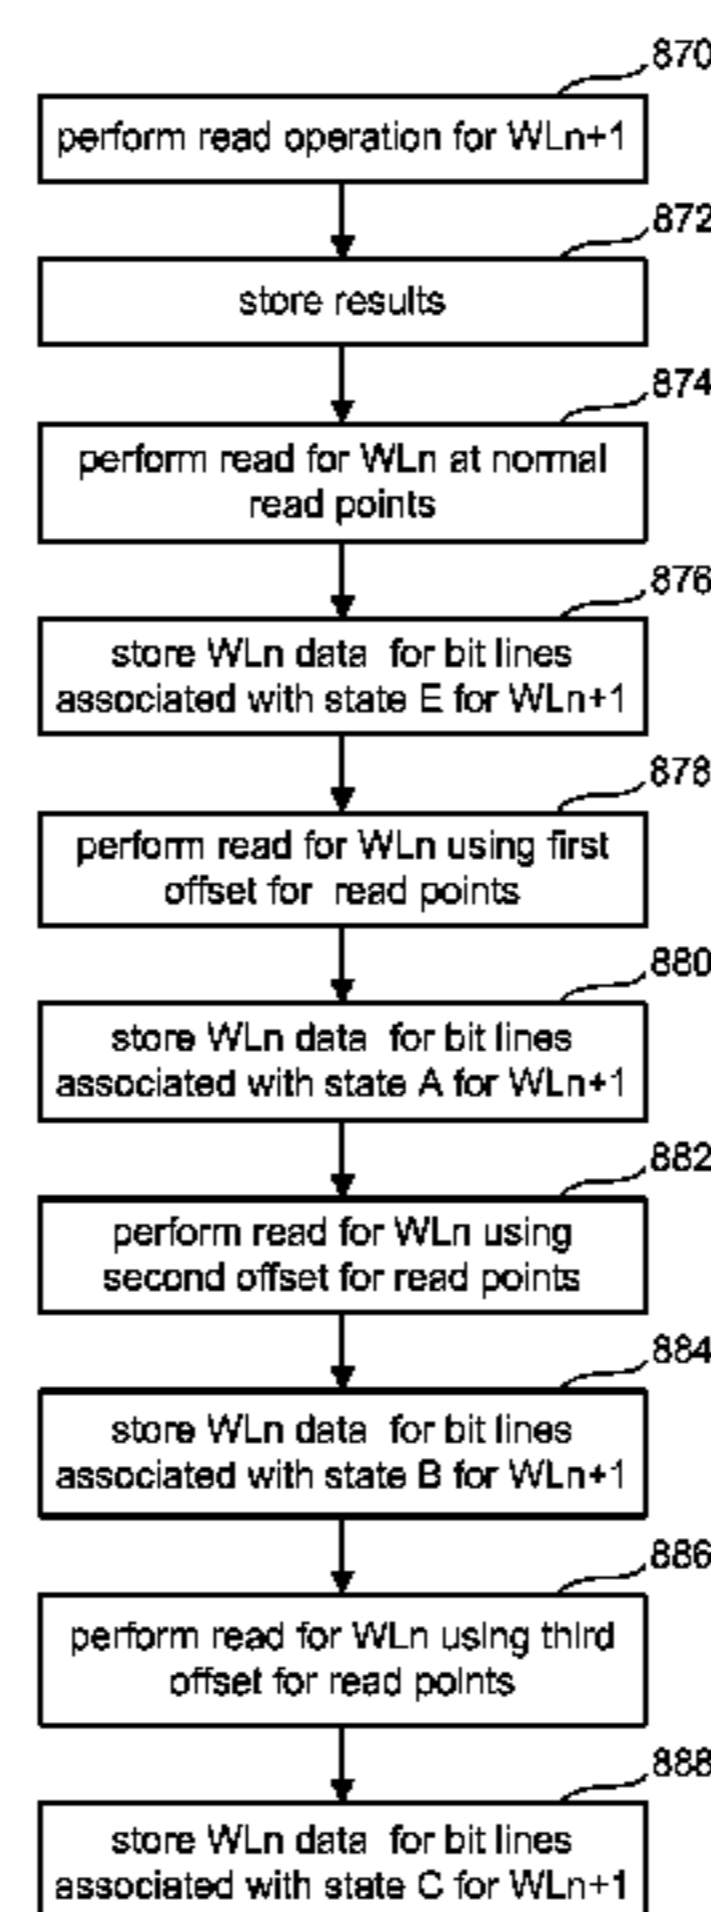 870
perform read operation for WLn+1
872
store results
874
perform read for WLn at normal
read points
876
store WLn data for bit lines
associated with state E for WLn+1
878
perform read for WLn using first
offset for read points
880
store WLn data for bit lines
associated with state A for WLn+1
882
perform read for WLn using
second offset for read points
884
store WLn data for bit lines
associated with state B for WLn+1
886
perform read for WLn using third
offset for read points
888
store WLn data for bit lines
associated with state C for WLn+1